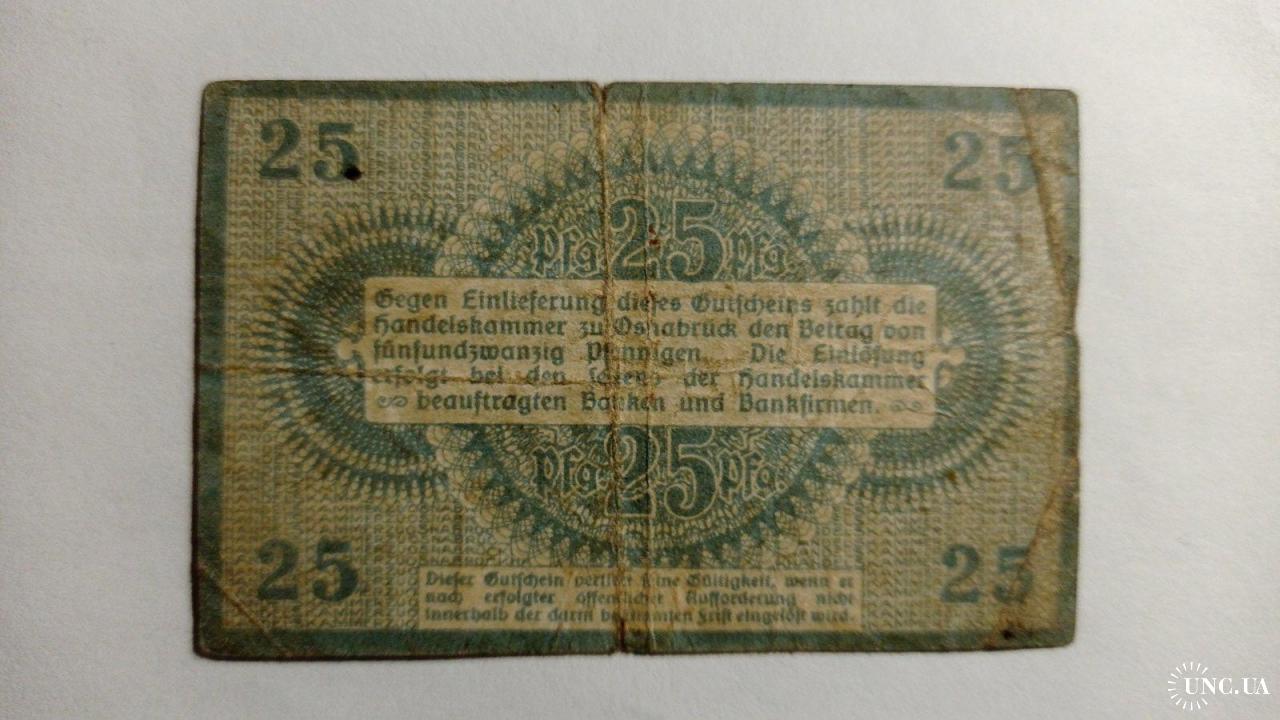 25 25
Pfg 25 Pfg
Gegen Einlieferung dieses Gutscheins zahlt die
Handelskammer zu Osnabrück den Betrag von
fünfundzwanzig Pfennigen. Die Einlösung
erfolgt bei den seitens der Handelskammer
beauftragten Banken und Bankfirmen.
Pfg. 25 Pfg.
25 25
Dieser Gutschein verliert seine Gültigkeit, wenn er
nach erfolgter öffentlicher Aufforderung nicht
innerhalb der darin bestimmten Frist eingelöst wird.
UNC.UA